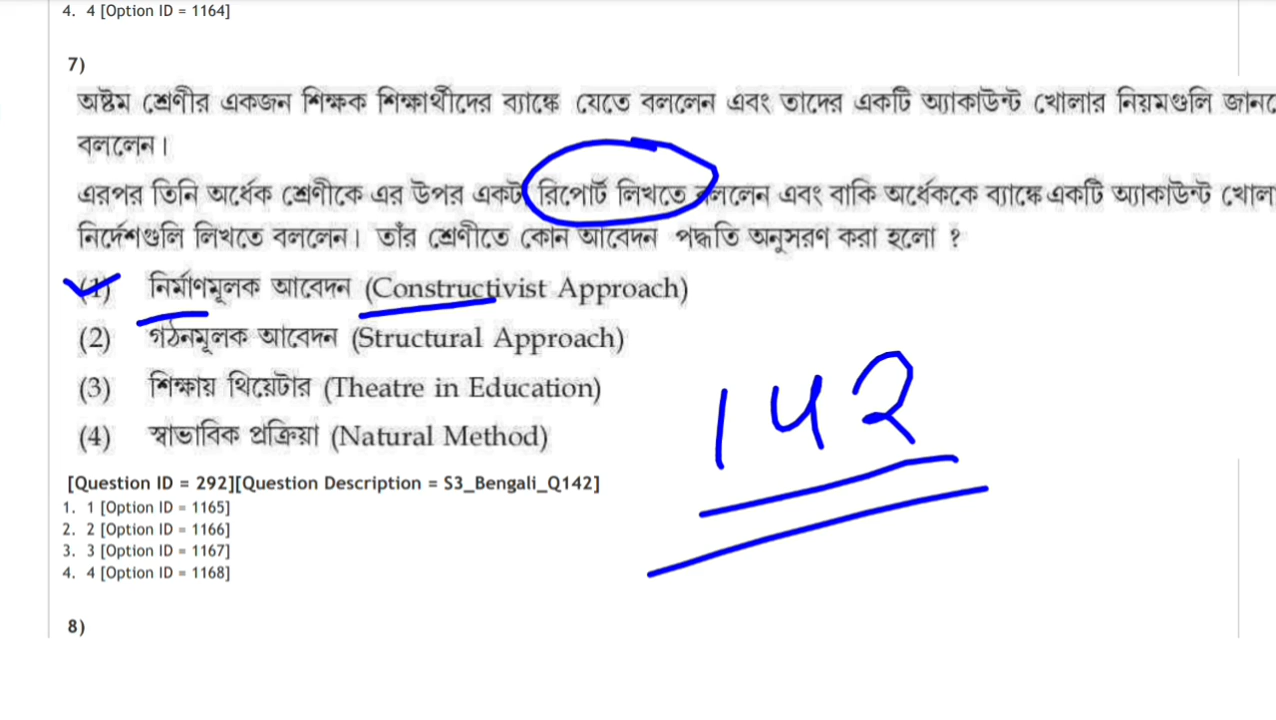 4. 4 [Option ID = 1164]
7)
অষ্টম শ্রেণীর একজন শিক্ষক শিক্ষার্থীদের ব্যাঙ্কে যেতে বললেন এবং তাদের একটি অ্যাকাউন্ট খোলার নিয়মগুলি জানতে
বললেন।
এরপর তিনি অর্ধেক শ্রেণীকে এর উপর একটি রিপোর্ট লিখতে বললেন এবং বাকি অর্ধেককে ব্যাঙ্কে একটি অ্যাকাউন্ট খোলা
নির্দেশগুলি লিখতে বললেন। তাঁর শ্রেণীতে কোন আবেদন পদ্ধতি অনুসরণ করা হলো ?
(1) নির্মাণমূলক আবেদন (Constructivist Approach)
(2) গঠনমূলক আবেদন (Structural Approach)
(3) শিক্ষায় থিয়েটার (Theatre in Education)
(4) স্বাভাবিক প্রক্রিয়া (Natural Method)
142
[Question ID = 292][Question Description = S3_Bengali_Q142]
1. 1 [Option ID = 1165]
2. 2 [Option ID = 1166]
3. 3 [Option ID = 1167]
4. 4 [Option ID = 1168]
8)